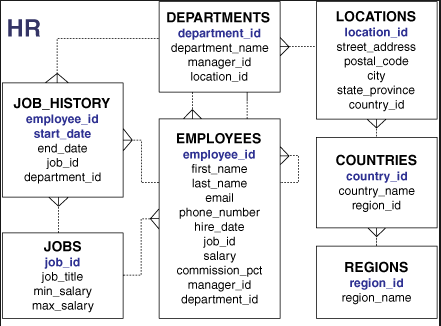 HR
DEPARTMENTS
department_id
department_name
manager_id
location_id
LOCATIONS
location_id
street_address
postal_code
city
state_province
country_id
JOB_HISTORY
employee_id
start_date
end_date
job_id
department_id
EMPLOYEES
employee_id
first_name
last_name
email
phone_number
hire_date
job_id
salary
commission_pct
manager_id
department_id
COUNTRIES
country_id
country_name
region_id
JOBS
job_id
job_title
min_salary
max_salary
REGIONS
region_id
region_name